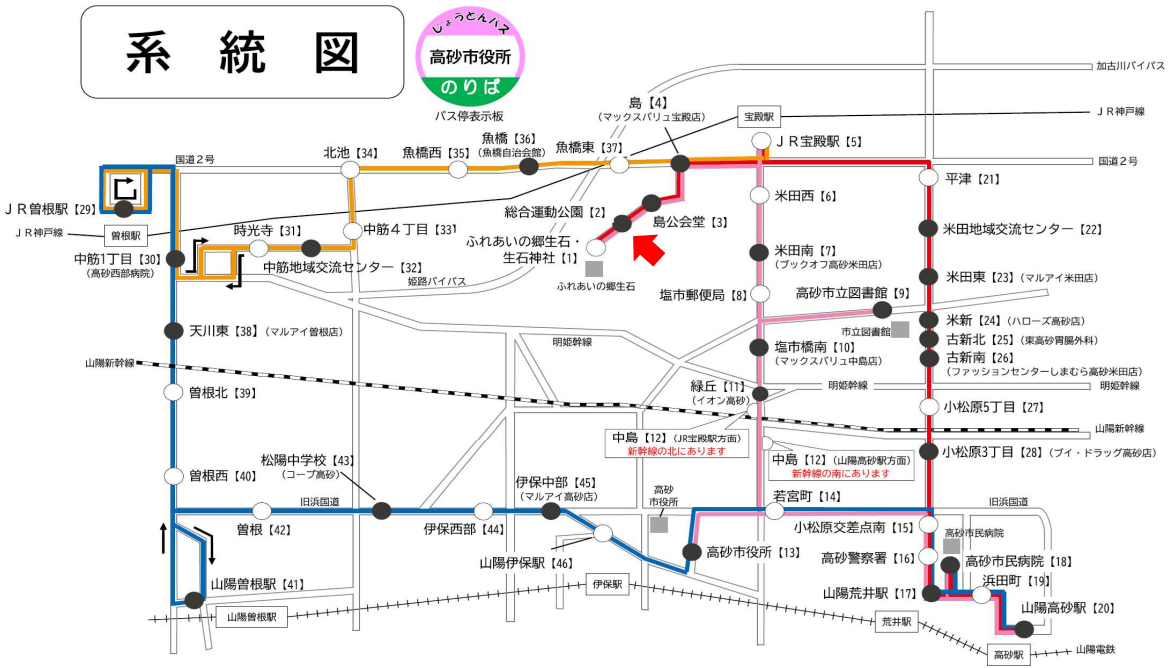 系統図
じょうとんバス
高砂市役所
のりば
バス停表示板
加古川バイパス
ＪＲ神戸線
島【4】
(マックスバリュ宝殿店)
宝殿駅
ＪＲ宝殿駅【5】
国道２号
北池【34】
魚橋西【35】
魚橋【36】
(魚橋自治会館)
魚橋東【37】
国道２号
平津【21】
米田西【6】
ＪＲ曽根駅【29】
ＪＲ神戸線
曽根駅
時光寺【31】
中筋４丁目【33】
総合運動公園【2】
島公会堂【3】
米田地域交流センター【22】
中筋1丁目【30】
(高砂西部病院)
中筋地域交流センター【32】
ふれあいの郷生石・
生石神社【1】
ふれあいの郷生石
米田南【7】
(ブックオフ高砂米田店)
米田東【23】(マルアイ米田店)
姫路バイパス
塩市郵便局【8】
高砂市立図書館【9】
市立図書館
米新【24】(ハローズ高砂店)
古新北【25】(東高砂胃腸外科)
古新南【26】
(ファッションセンターしまむら高砂米田店)
天川東【38】(マルアイ曽根店)
明姫幹線
塩市橋南【10】
(マックスバリュ中島店)
山陽新幹線
緑丘【11】
(イオン高砂)
明姫幹線
明姫幹線
曽根北【39】
小松原5丁目【27】
中島【12】(JR宝殿駅方面)
新幹線の北にあります
山陽新幹線
中島【12】(山陽高砂駅方面)
新幹線の南にあります
小松原3丁目【28】(ブイ・ドラッグ高砂店)
松陽中学校【43】
(コープ高砂)
曽根西【40】
伊保中部【45】
(マルアイ高砂店)
高砂
市役所
若宮町【14】
旧浜国道
旧浜国道
曽根【42】
伊保西部【44】
小松原交差点南【15】
高砂市民病院
山陽伊保駅【46】
高砂市役所【13】
高砂警察署【16】
高砂市民病院【18】
山陽曽根駅【41】
山陽荒井駅【17】
浜田町【19】
山陽高砂駅【20】
伊保駅
山陽曽根駅
荒井駅
高砂駅
山陽電鉄